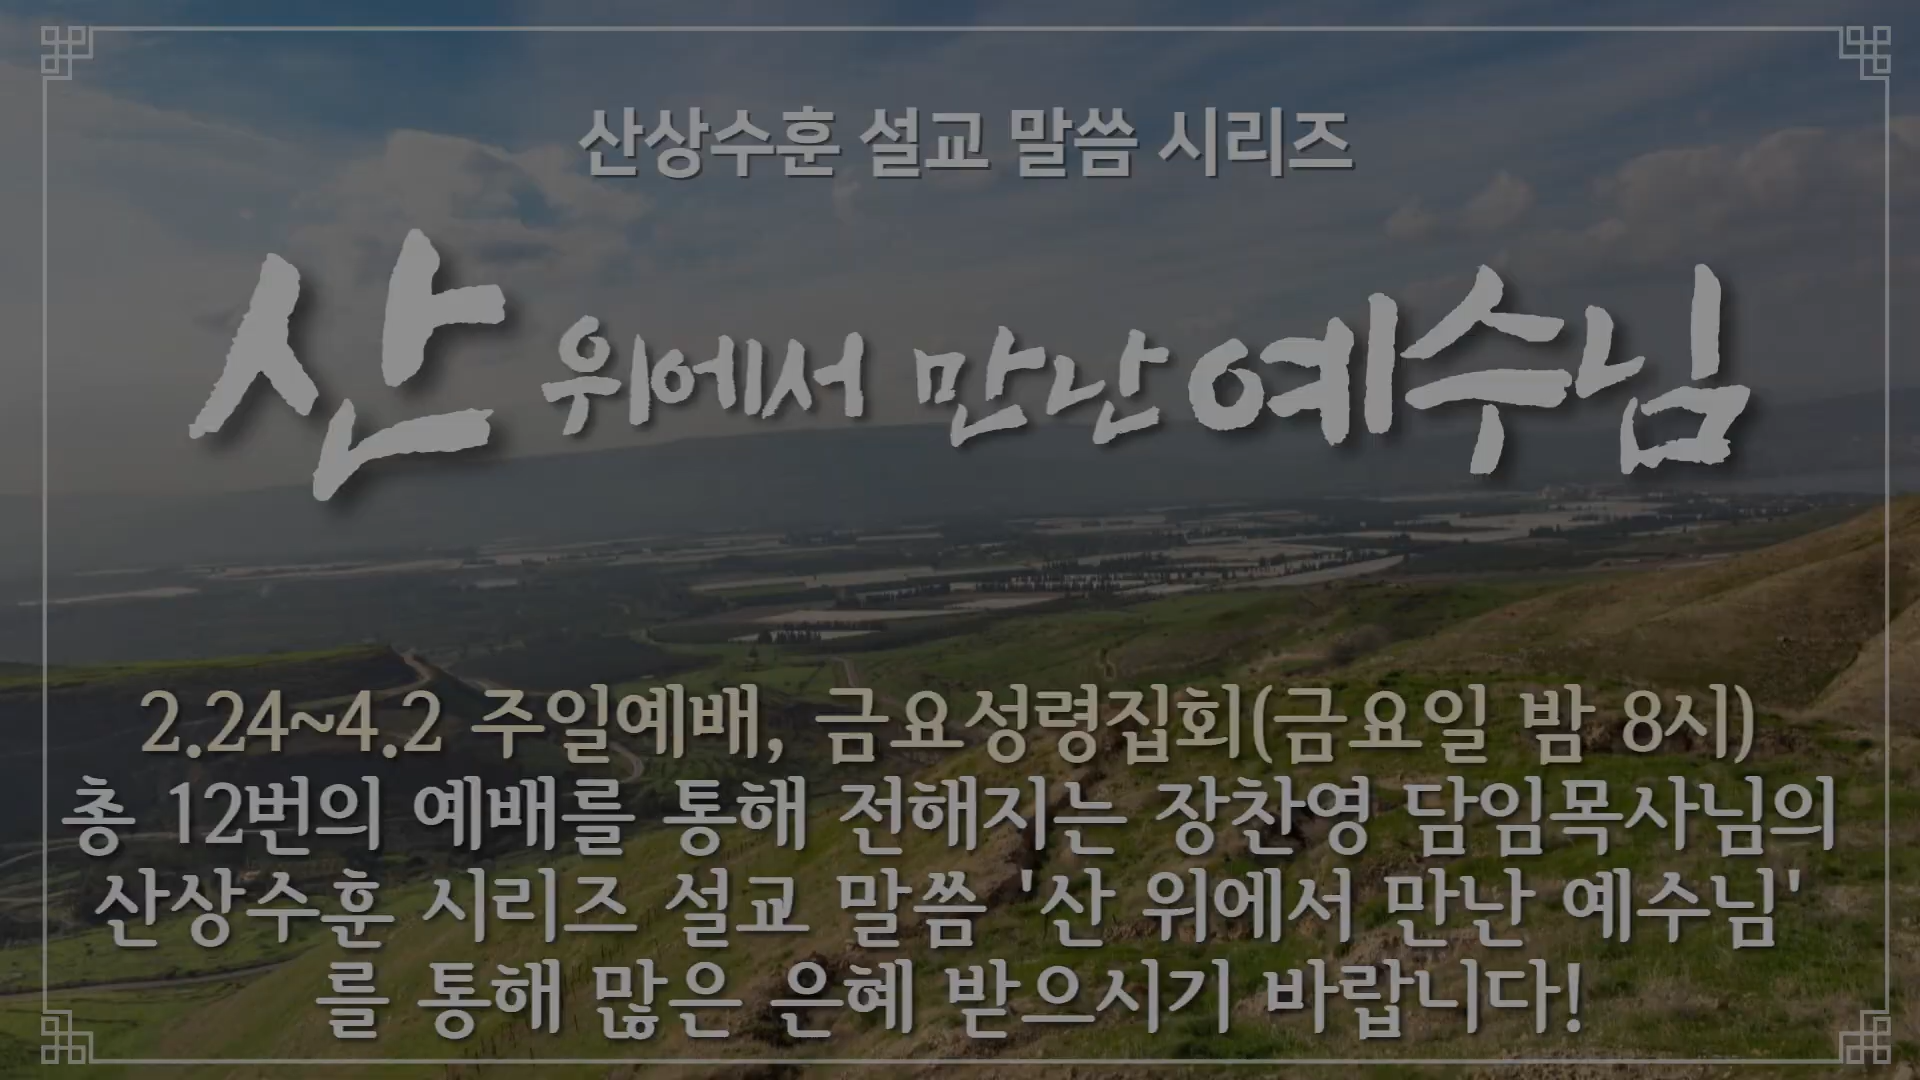 산상수훈 설교 말씀 시리즈
산 위에서 만난 예수님
2.24~4.2 주일예배, 금요성령집회(금요일 밤 8시)
총 12번의 예배를 통해 전해지는 장찬영 담임목사님의
산상수훈 시리즈 설교 말씀 '산 위에서 만난 예수님'
를 통해 많은 은혜 받으시기 바랍니다!